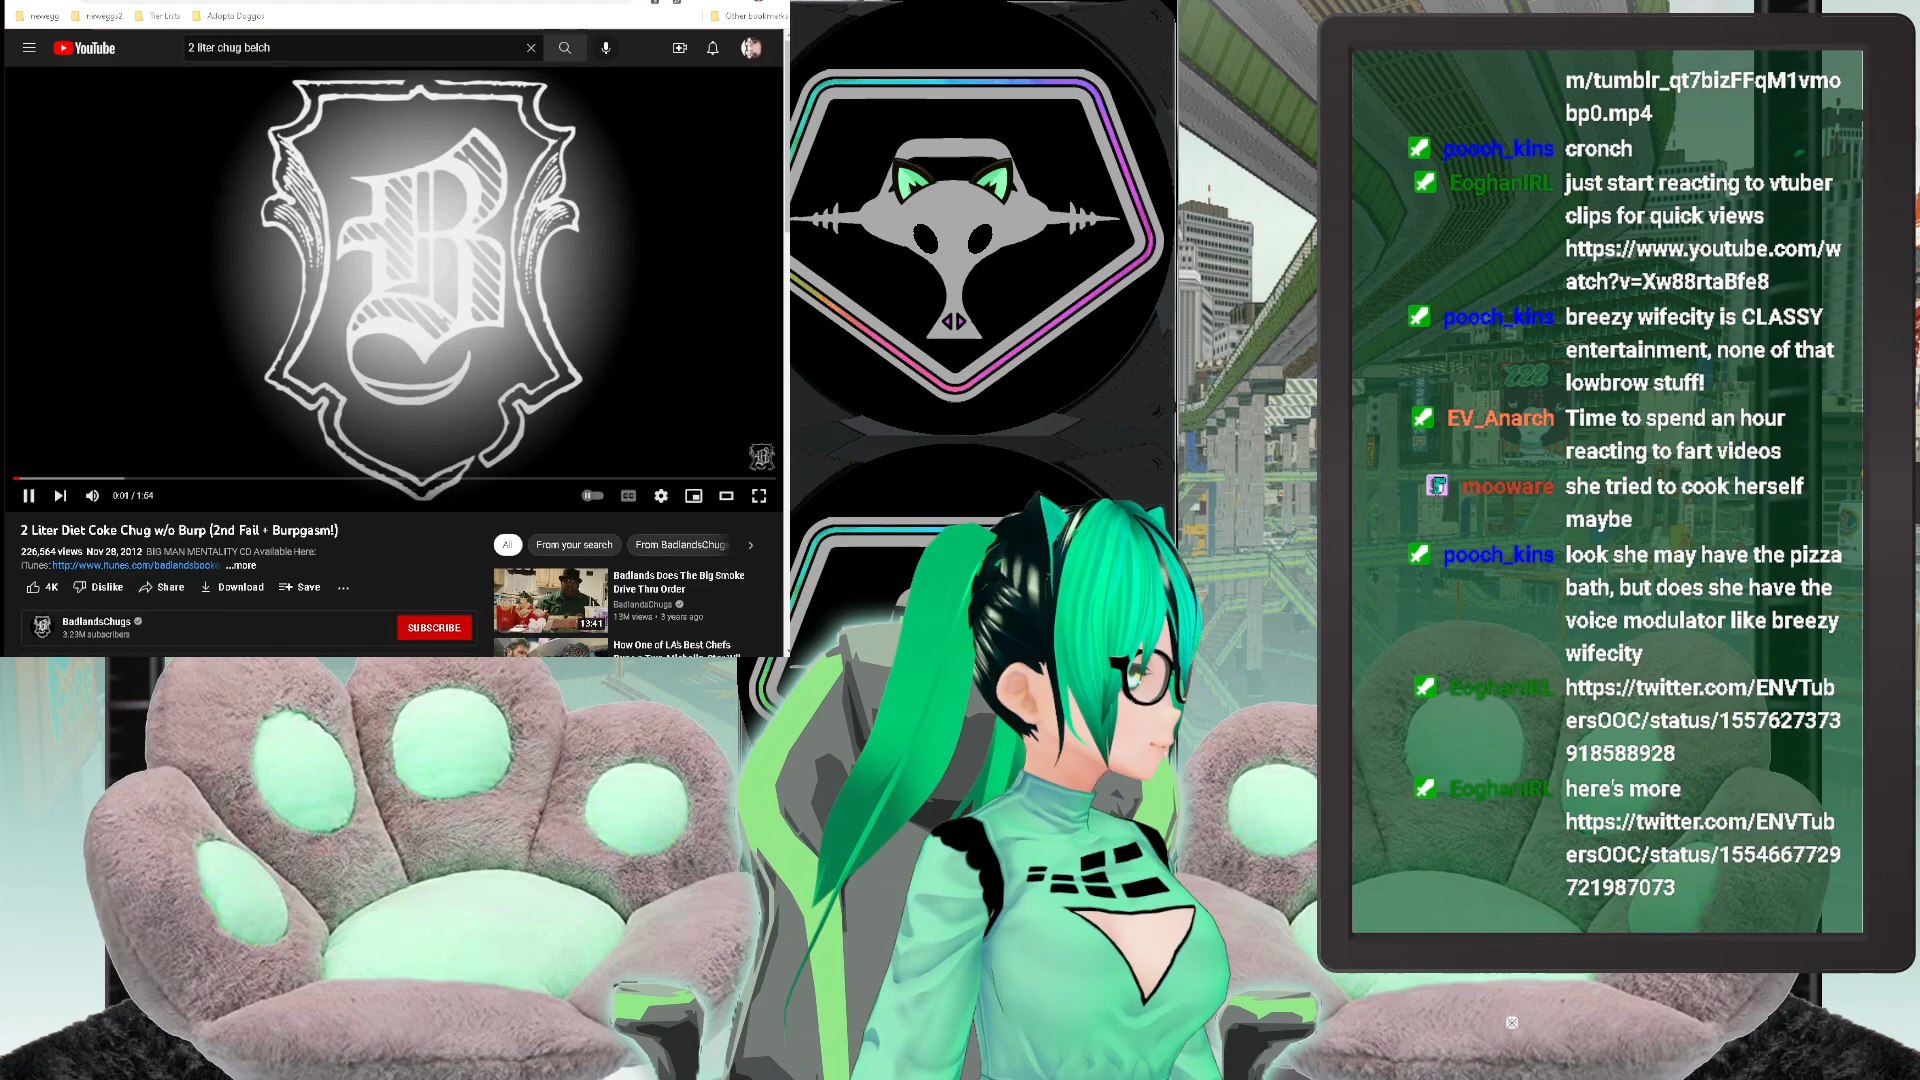 newegg
neweggs2
Tier Lists
Adopto Doggos
Other bookmarks
YouTube
2 liter chug belch
B
0:01 / 1:54
CC
2 Liter Diet Coke Chug w/o Burp (2nd Fail + Burpgasm!)
226,564 views Nov 28, 2012 BIG MAN MENTALITY CD Available Here:
iTunes: http://www.itunes.com/badlandsbooke ...more
4K
Dislike
Share
Download
Save
BadlandsChugs
3.23M subscribers
SUBSCRIBE
All
From your search
From BadlandsChugs
Badlands Does The Big Smoke
Drive Thru Order
BadlandsChugs
13M views • 3 years ago
13:41
How One of LA's Best Chefs
m/tumblr_qt7bizFFqM1vmo
bp0.mp4
pooch_kins cronch
EoghanIRL just start reacting to vtuber
clips for quick views
https://www.youtube.com/w
atch?v=Xw88rtaBfe8
pooch_kins breezy wifecity is CLASSY
entertainment, none of that
lowbrow stuff!
EV_Anarch Time to spend an hour
reacting to fart videos
mooware she tried to cook herself
maybe
pooch_kins look she may have the pizza
bath, but does she have the
voice modulator like breezy
wifecity
EoghanIRL https://twitter.com/ENVTub
ersOOC/status/1557627373
918588928
EoghanIRL here's more
https://twitter.com/ENVTub
ersOOC/status/1554667729
721987073